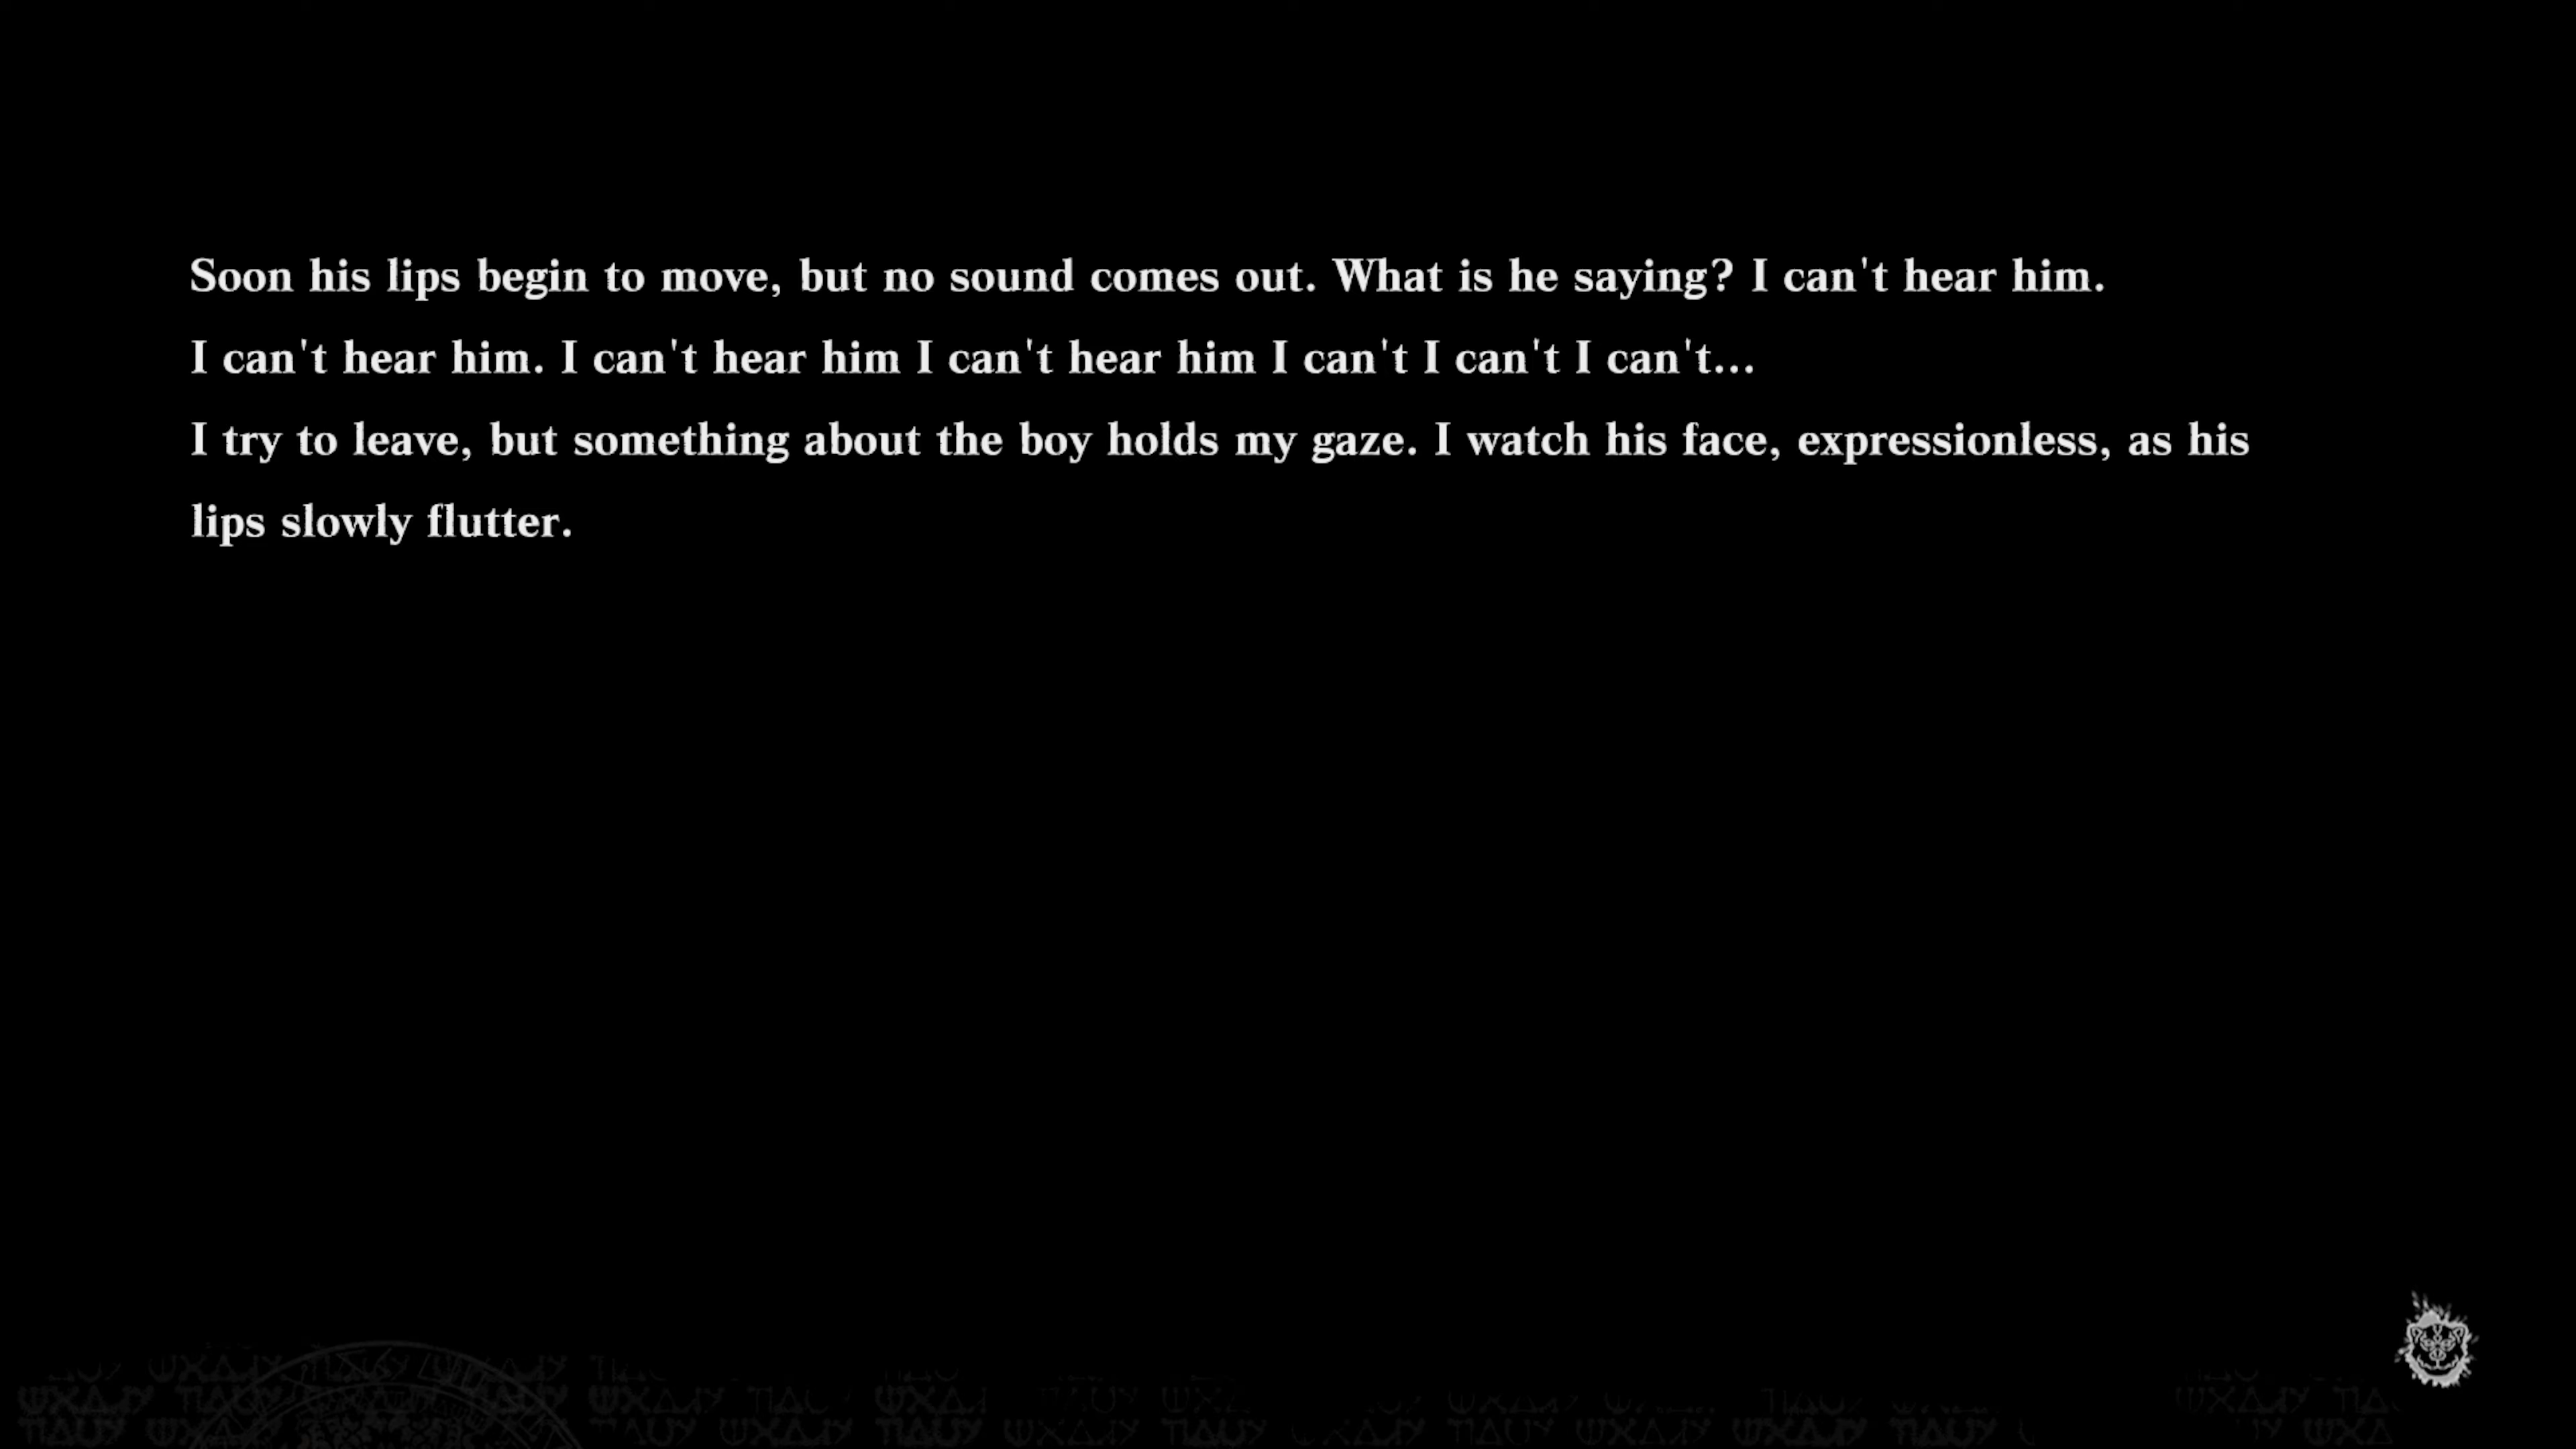 Soon his lips begin to move, but no sound comes out. What is he saying? I can't hear him.
I can't hear him. I can't hear him I can't hear him I can't I can't I can't...
I try to leave, but something about the boy holds my gaze. I watch his face, expressionless, as his
lips slowly flutter.